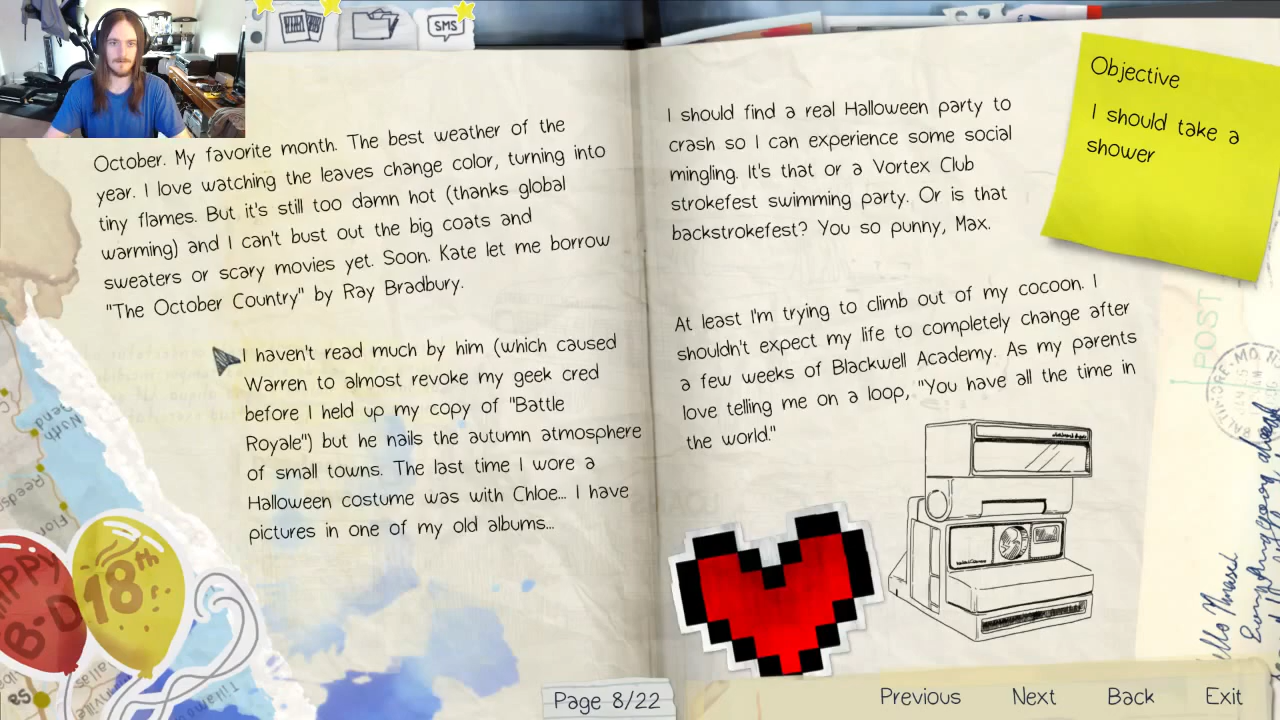 SMS
October. My favorite month. The best weather of the
year. I love watching the leaves change color, turning into
tiny flames. But it's still too damn hot (thanks global
warming) and I can't bust out the big coats and
sweaters or scary movies yet. Soon. Kate let me borrow
"The October Country" by Ray Bradbury.
I haven't read much by him (which caused
Warren to almost revoke my geek cred
before I held up my copy of "Battle
Royale") but he nails the autumn atmosphere
of small towns. The last time I wore a
Halloween costume was with Chloe... I have
pictures in one of my old albums...
I should find a real Halloween party to
crash so I can experience some social
mingling. It's that or a Vortex Club
strokefest swimming party. Or is that
backstrokefest? You so punny, Max.
At least I'm trying to climb out of my cocoon. I
shouldn't expect my life to completely change after
a few weeks of Blackwell Academy. As my parents
love telling me on a loop, "You have all the time in
the world."
Objective
I should take a
shower
POST
North
Bend
Reedsp
18th
B-D
Page 8/22
Previous
Next
Back
Exit